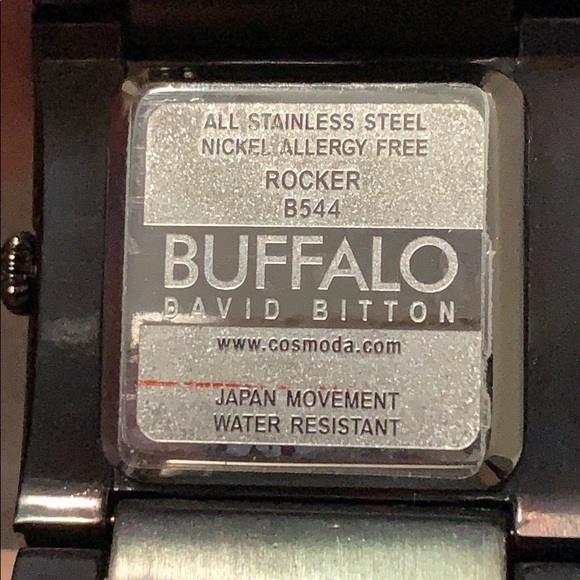 ALL STAINLESS STEEL
NICKEL ALLERGY FREE
ROCKER
B544
BUFFALO
DAVID BITTON
www.cosmoda.com
JAPAN MOVEMENT
WATER RESISTANT